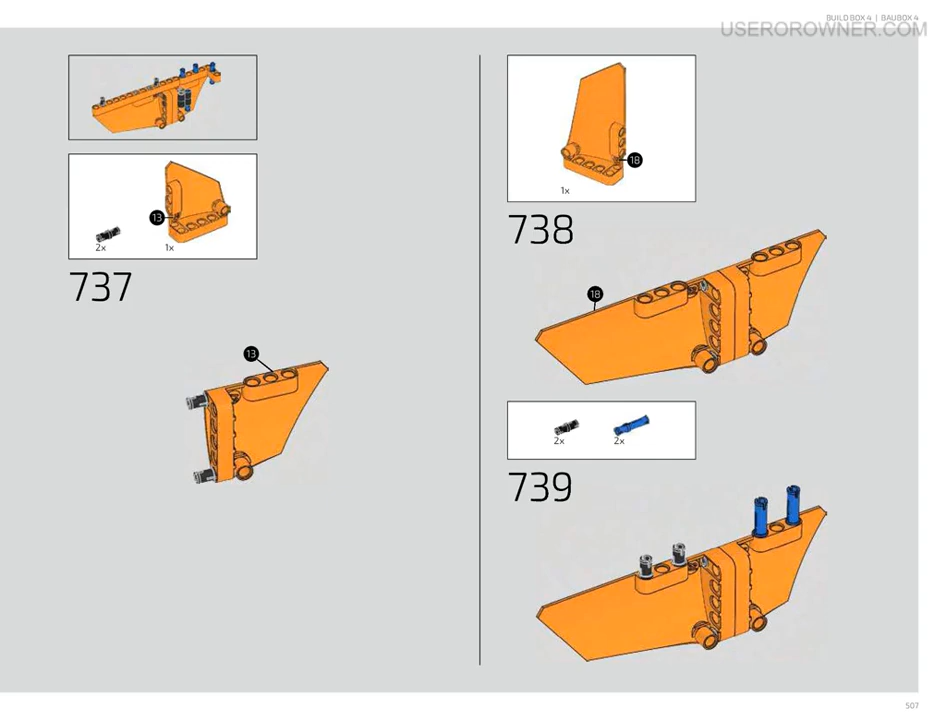 BUILD BOX 4 | BAUBOX 4
USEROROWNER.COM
13
2x
1x
737
13
18
1x
738
18
2x
2x
739
507